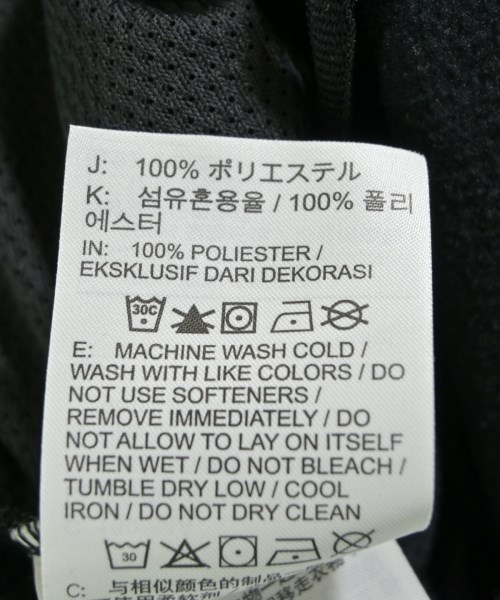 J: 100% ポリエステル
K: 섬유혼용율 / 100% 폴리
에스터
IN: 100% POLIESTER /
EKSKLUSIF DARI DEKORASI
30C
E: MACHINE WASH COLD /
WASH WITH LIKE COLORS / DO
NOT USE SOFTENERS /
REMOVE IMMEDIATELY / DO
NOT ALLOW TO LAY ON ITSELF
WHEN WET / DO NOT BLEACH /
TUMBLE DRY LOW / COOL
IRON / DO NOT DRY CLEAN
30
C: 与相似颜色的制